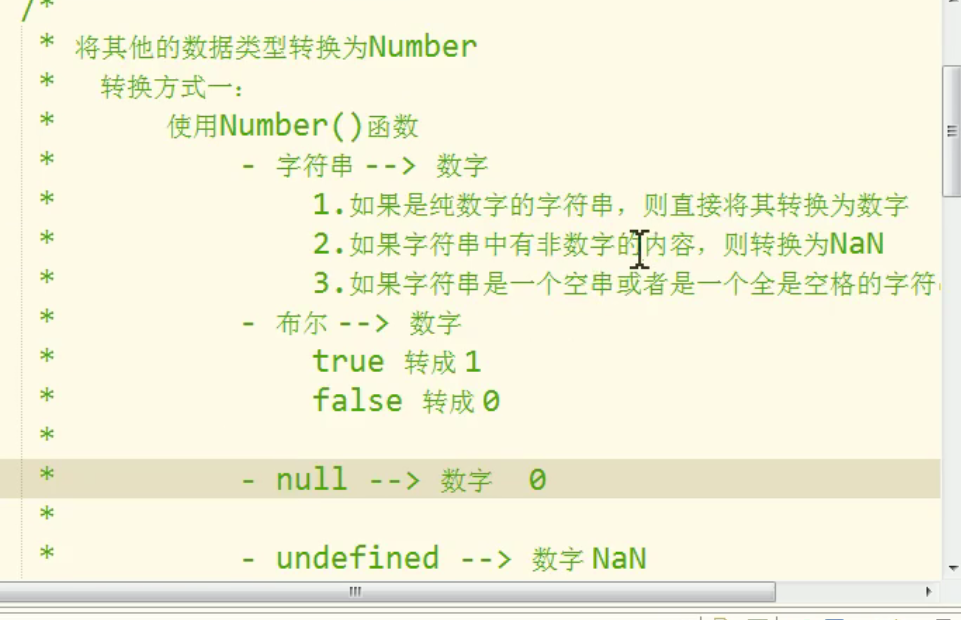 /*
* 将其他的数据类型转换为Number
* 转换方式一:
* 使用Number()函数
* - 字符串 --> 数字
* 1.如果是纯数字的字符串，则直接将其转换为数字
* 2.如果字符串中有非数字的内容，则转换为NaN
* 3.如果字符串是一个空串或者是一个全是空格的字符
* - 布尔 --> 数字
* true 转成 1
* false 转成 0
*
* - null --> 数字 0
*
* - undefined --> 数字 NaN